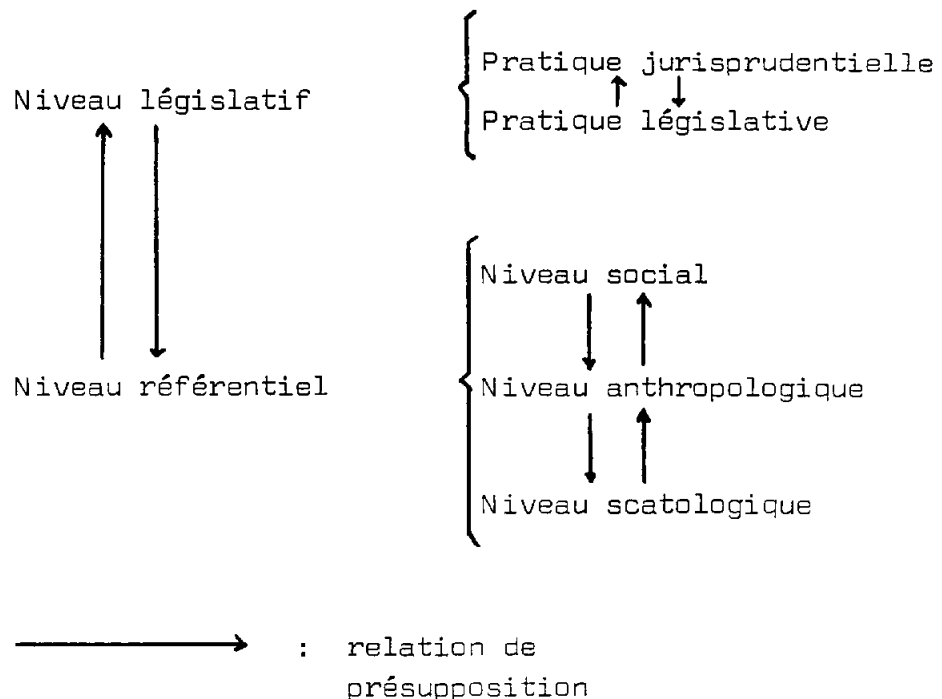 Pratique jurisprudentielle
Niveau législatif
Pratique législative
Niveau social
Niveau référentiel
Niveau anthropologique
Niveau scatologique
: relation de
présupposition